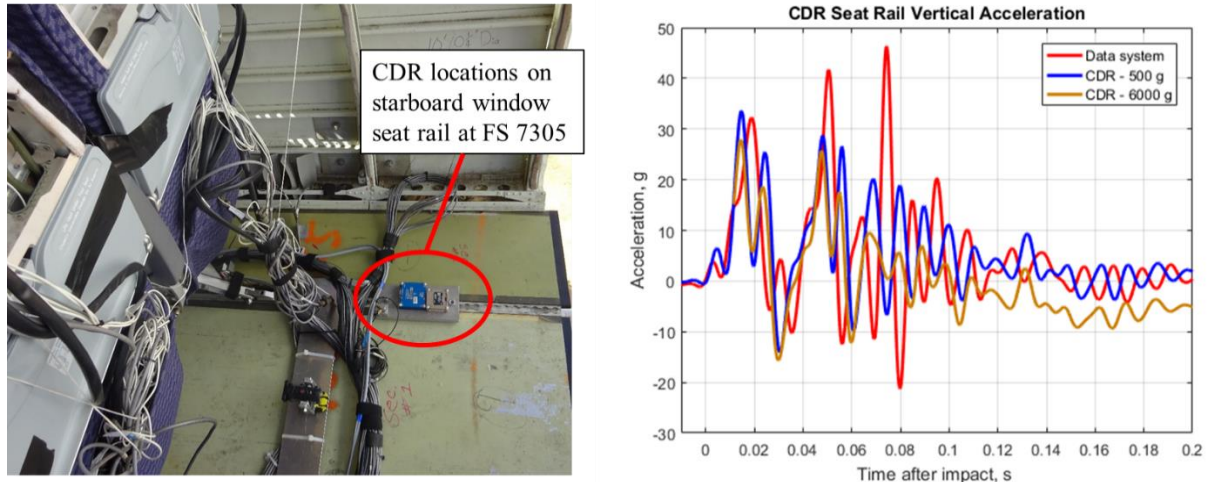 CDR locations on
starboard window
seat rail at FS 7305
CDR Seat Rail Vertical Acceleration
Data system
CDR - 500 g
CDR - 6000 g
Acceleration, g
50
40
30
20
10
0
-10
-20
-30
0
0.02
0.04
0.06
0.08
0.1
0.12
0.14
0.16
0.18
0.2
Time after impact, s